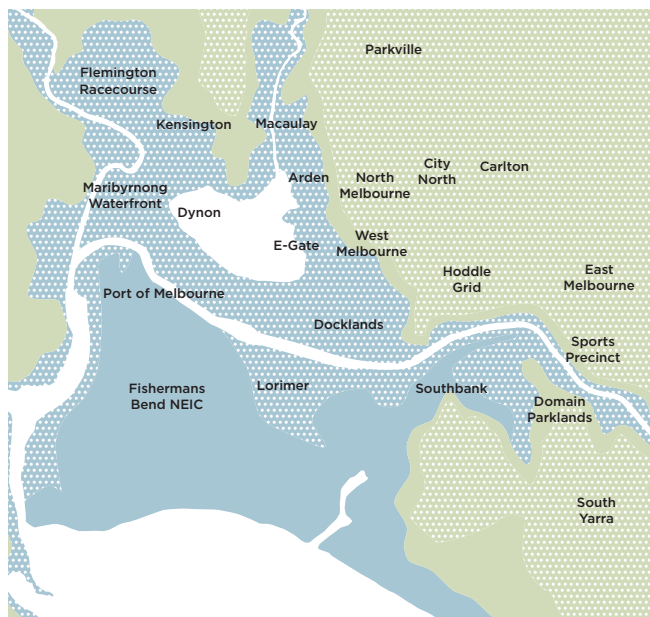 Parkville
Flemington
Racecourse
Kensington
Macaulay
City
North
Carlton
Arden
North
Melbourne
Maribyrnong
Waterfront
Dynon
E-Gate
West
Melbourne
Hoddle
Grid
East
Melbourne
Port of Melbourne
Docklands
Sports
Precinct
Fishermans
Bend NEIC
Lorimer
Southbank
Domain
Parklands
South
Yarra